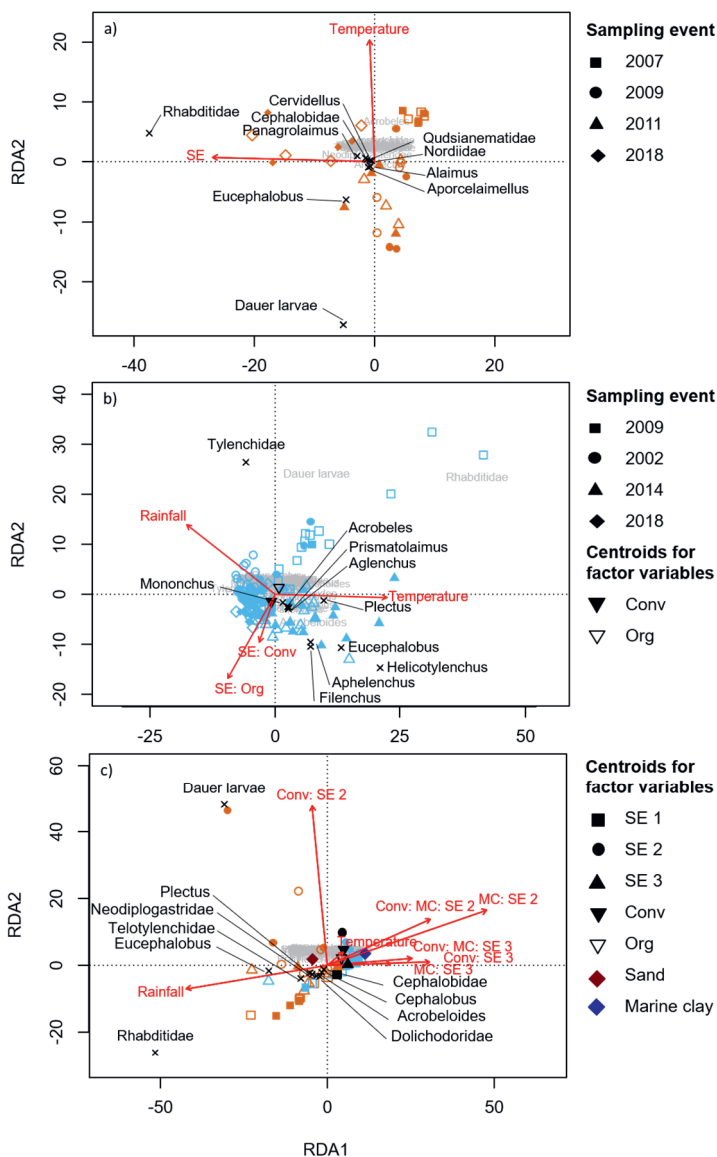 a)
Temperature
Cervidellus
Cephalobidae
Panagrolaimus
Rhabditidae
Acrobeles
Qudsianematidae
Nordiidae
Alaimus
Aporcelaimellus
SE
Eucephalobus
Dauer larvae
RDA2
20
10
0
-10
-20
-40
-20
0
20
Sampling event
2007
2009
2011
2018
b)
Tylenchidae
Dauer larvae
Rhabditidae
Rainfall
Acrobeles
Prismatolaimus
Aglenchus
Mononchus
Temperature
Plectus
Acrobeloides
SE: Conv
SE: Org
Eucephalobus
Helicotylenchus
Aphelenchus
Filenchus
RDA2
40
30
20
10
0
-10
-20
-25
0
25
50
Sampling event
2009
2002
2014
2018
Centroids for
factor variables
Conv
Org
c)
Dauer larvae
Conv: SE 2
Plectus
Neodiplogastridae
Telotylenchidae
Eucephalobus
Conv: MC: SE 2
MC: SE 2
Temperature
Conv: MC: SE 3
Conv: SE 3
MC: SE 3
Rainfall
Cephalobidae
Cephalobus
Acrobeloides
Dolichodoridae
Rhabditidae
RDA2
60
40
20
0
-20
-50
0
50
RDA1
Centroids for
factor variables
SE 1
SE 2
SE 3
Conv
Org
Sand
Marine clay